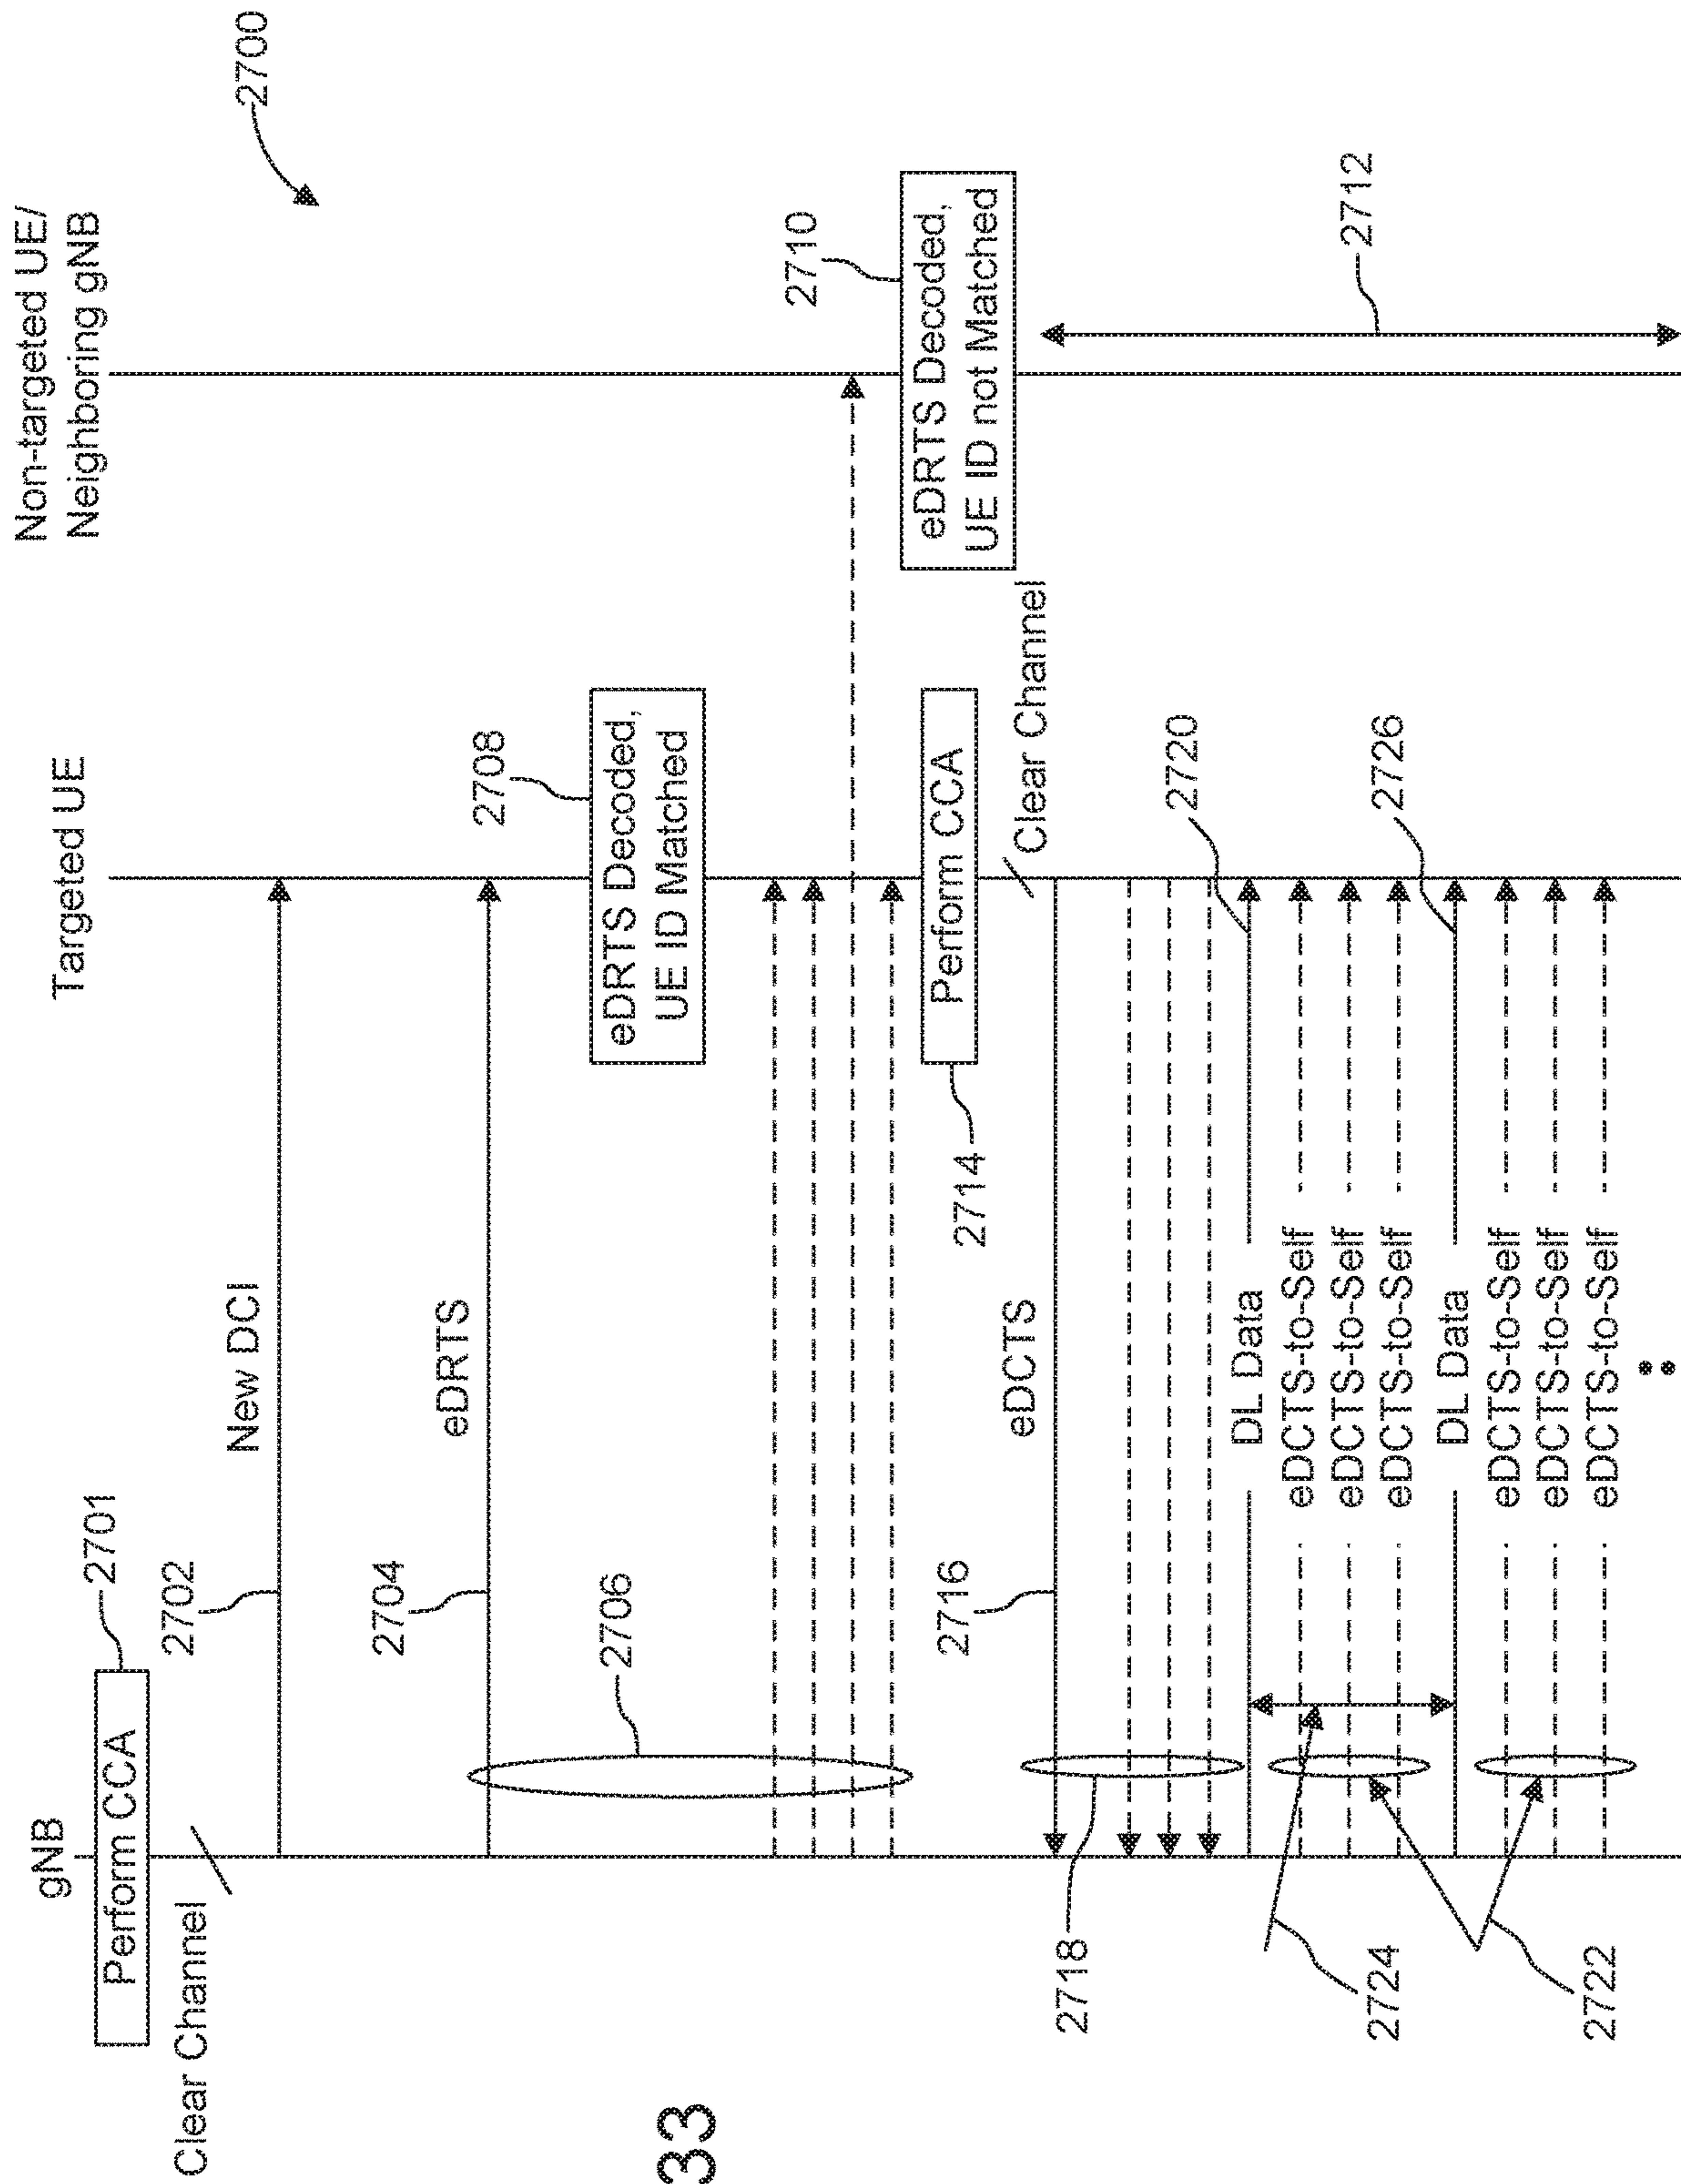 Non-targeted UE/
Neighboring gNB
2700
Targeted UE
gNB
Perform CCA
2701
Clear Channel
2702
New DCI
2704
eDRTS
2706
2708
eDRTS Decoded,
UE ID Matched
2710
eDRTS Decoded,
UE ID not Matched
2712
2714
Perform CCA
Clear Channel
2716
eDCTS
2718
2720
DL Data
eDCTS-to-Self
eDCTS-to-Self
eDCTS-to-Self
2724
2726
DL Data
eDCTS-to-Self
eDCTS-to-Self
eDCTS-to-Self
2722
33